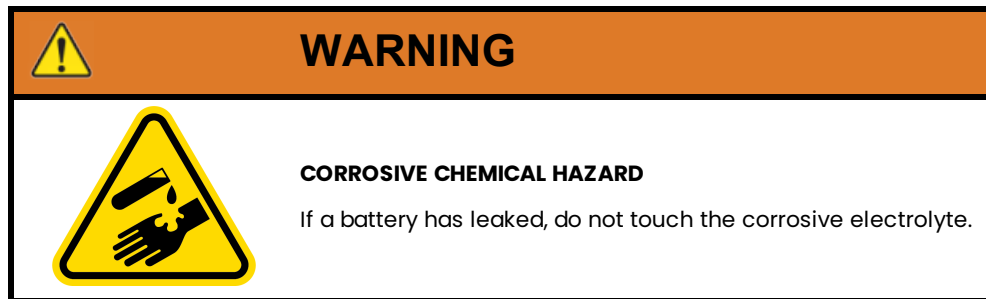 WARNING
CORROSIVE CHEMICAL HAZARD
If a battery has leaked, do not touch the corrosive electrolyte.